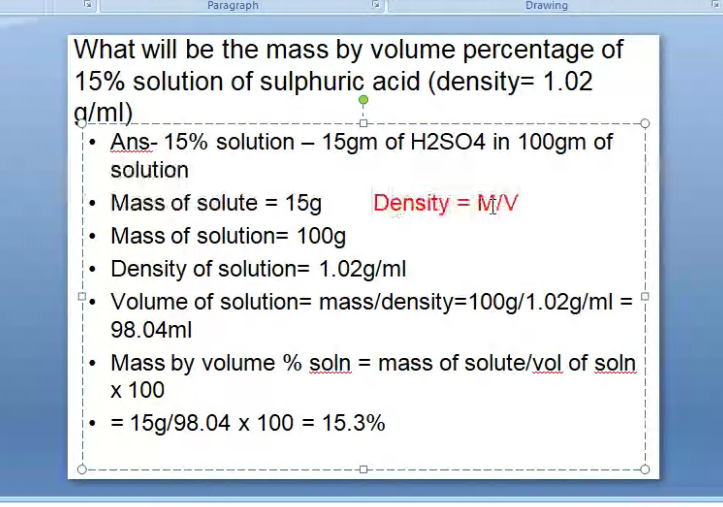 Paragraph Drawing
What will be the mass by volume percentage of
15% solution of sulphuric acid (density= 1.02
g/ml)
• Ans- 15% solution – 15gm of H2SO4 in 100gm of
solution
• Mass of solute = 15g Density = M/V
• Mass of solution= 100g
• Density of solution= 1.02g/ml
• Volume of solution= mass/density=100g/1.02g/ml =
98.04ml
• Mass by volume % soln = mass of solute/vol of soln
x 100
• = 15g/98.04 x 100 = 15.3%